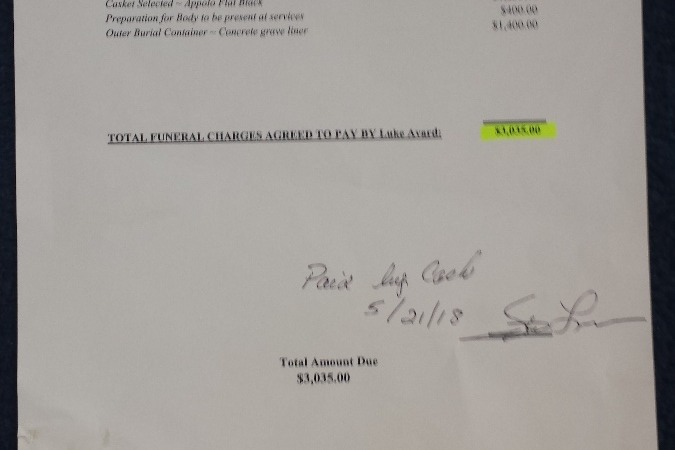 Casket Selected ~ Appolo Flat Black
Preparation for Body to be present at services $400.00
Outer Burial Container ~ Concrete grave liner $1,400.00
TOTAL FUNERAL CHARGES AGREED TO PAY BY Luke Avard: $3,035.00
Paid by Cash
5/21/18
Total Amount Due
$3,035.00